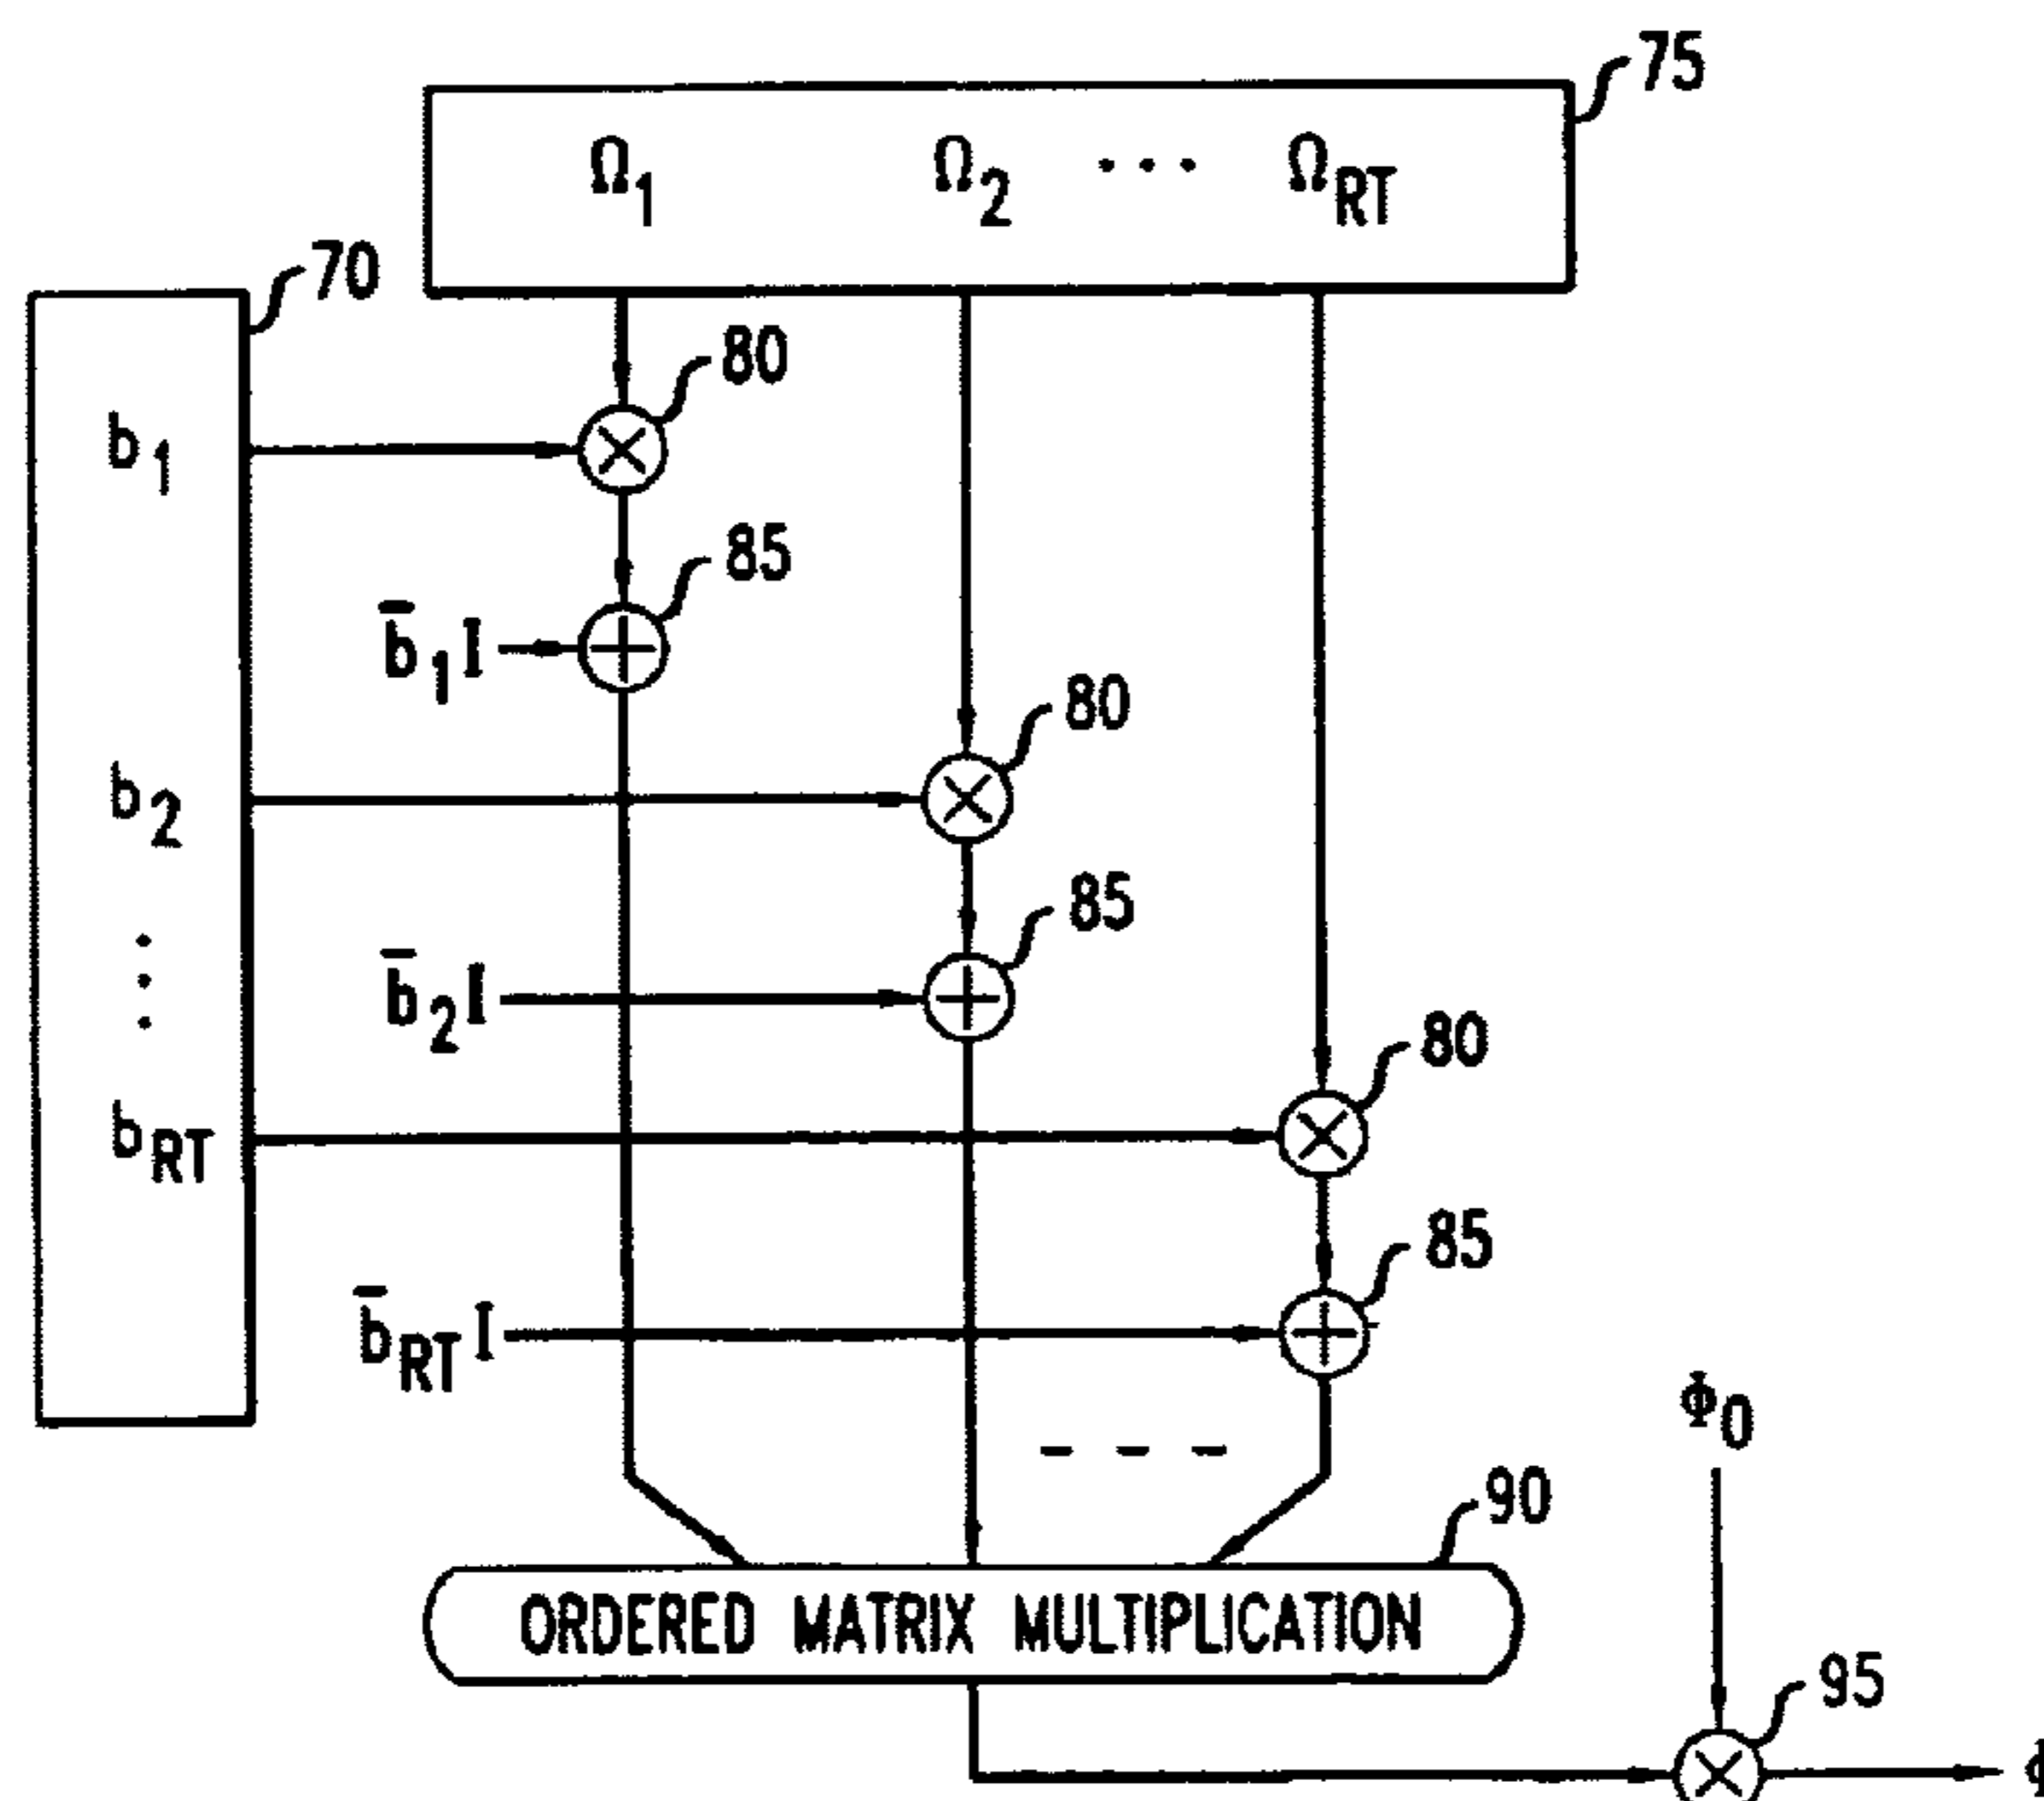 75
Ω1 Ω2 ... ΩRT
70
80
b1
85
b̄1I
80
b2
85
b̄2I
80
bRT
85
b̄RTI
Φ0
90
ORDERED MATRIX MULTIPLICATION
95